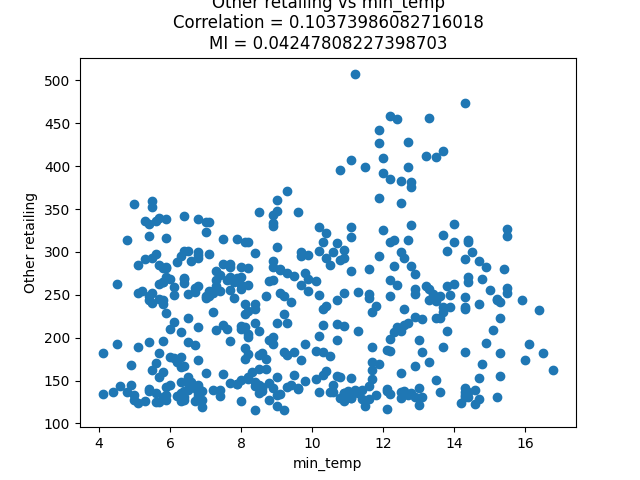 Other retailing vs min_temp
Correlation = 0.10373986082716018
MI = 0.04247808227398703
500
450
400
350
300
250
200
150
100
Other retailing
4 6 8 10 12 14 16
min_temp